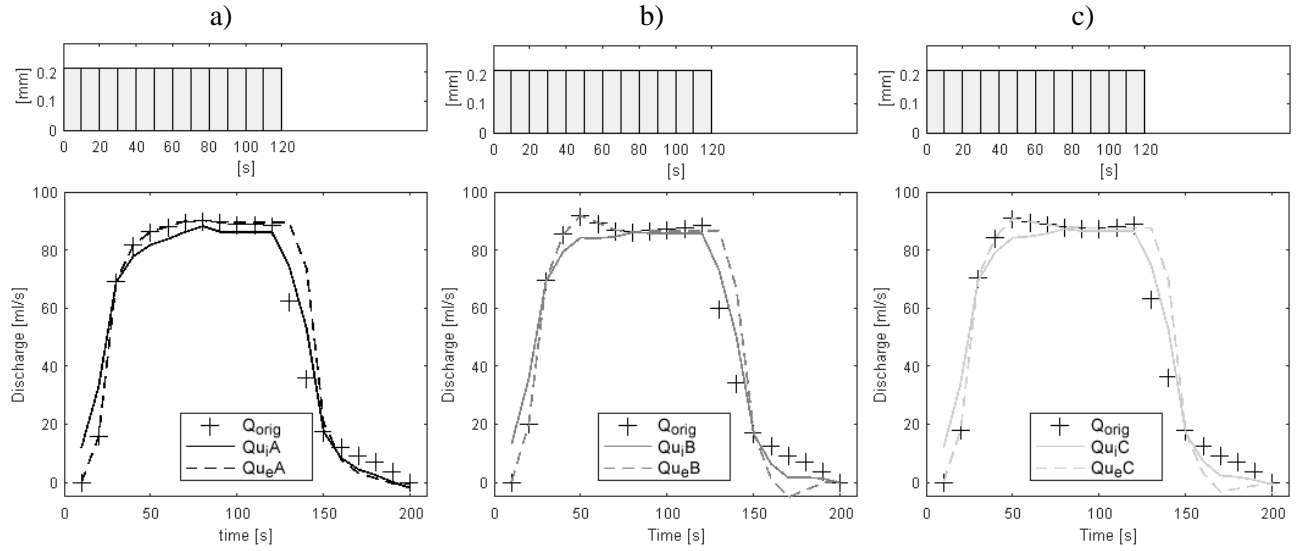 a)
b)
c)
[mm]
0.2
0.1
0
0 20 40 60 80 100 120
[s]
[mm]
0.2
0.1
0
0 20 40 60 80 100 120
[s]
[mm]
0.2
0.1
0
0 20 40 60 80 100 120
[s]
Discharge [ml/s]
100
80
60
40
20
0
Qorig
QuiA
QueA
0 50 100 150 200
time [s]
Discharge [ml/s]
100
80
60
40
20
0
Qorig
QuiB
QueB
0 50 100 150 200
Time [s]
Discharge [ml/s]
100
80
60
40
20
0
Qorig
QuiC
QueC
0 50 100 150 200
Time [s]